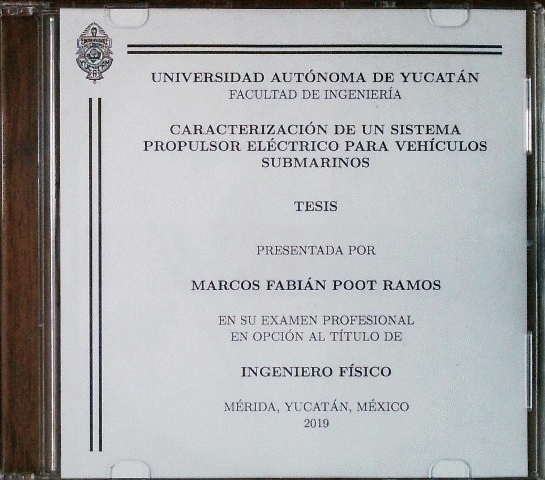 UNIVERSIDAD AUTÓNOMA DE YUCATÁN
FACULTAD DE INGENIERÍA
CARACTERIZACIÓN DE UN SISTEMA
PROPULSOR ELÉCTRICO PARA VEHÍCULOS
SUBMARINOS
TESIS
PRESENTADA POR
MARCOS FABIÁN POOT RAMOS
EN SU EXAMEN PROFESIONAL
EN OPCIÓN AL TÍTULO DE
INGENIERO FÍSICO
MÉRIDA, YUCATÁN, MÉXICO
2019